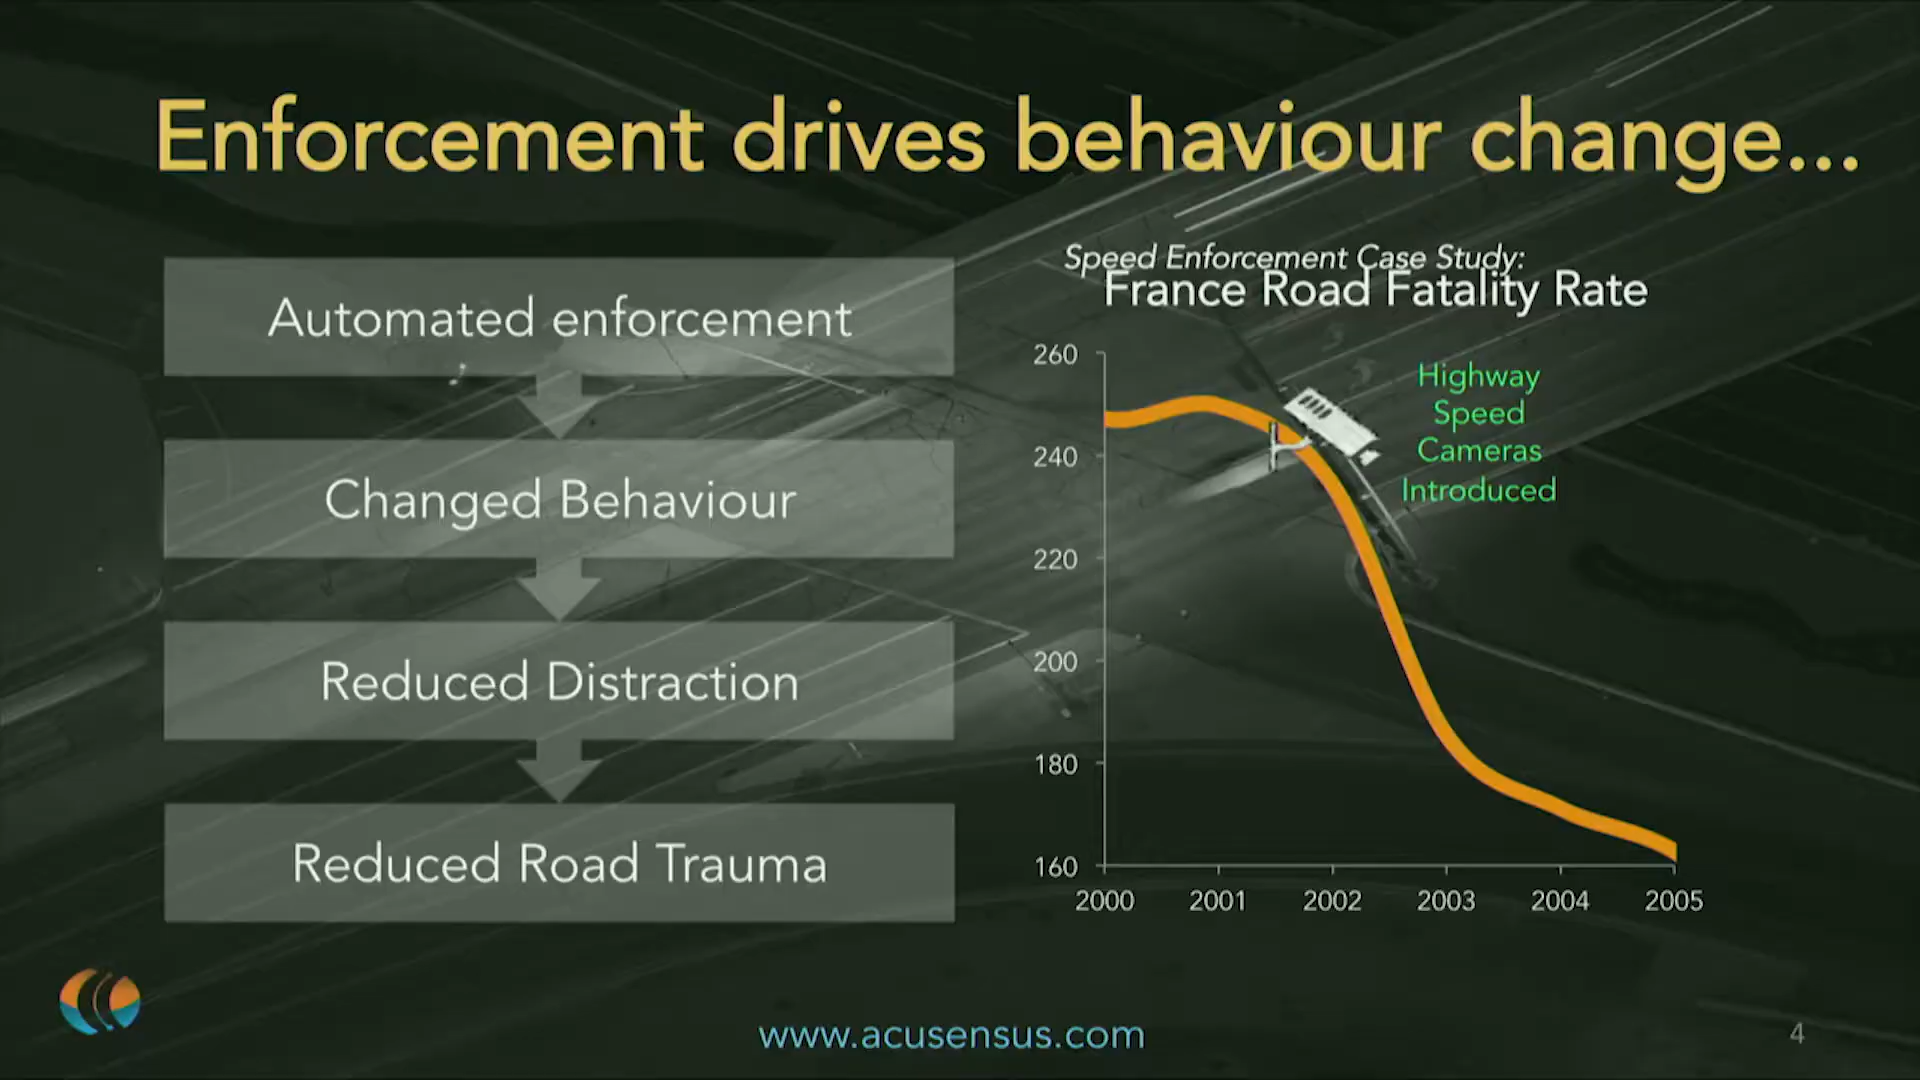 Enforcement drives behaviour change...
Automated enforcement
Changed Behaviour
Reduced Distraction
Reduced Road Trauma
Speed Enforcement Case Study:
France Road Fatality Rate
260
240
220
200
180
160
2000 2001 2002 2003 2004 2005
Highway
Speed
Cameras
Introduced
www.acusensus.com
4